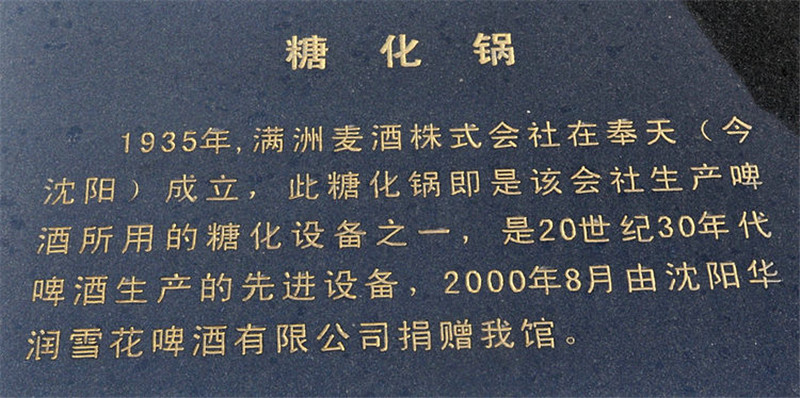 糖化锅
1935年,满洲麦酒株式会社在奉天（今
沈阳）成立，此糖化锅即是该会社生产啤
酒所用的糖化设备之一，是20世纪30年代
啤酒生产的先进设备，2000年8月由沈阳华
润雪花啤酒有限公司捐赠我馆。